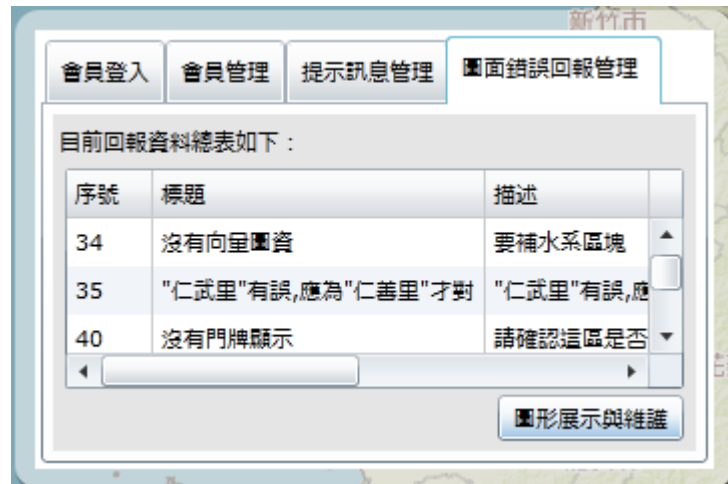 新竹市
會員登入 會員管理 提示訊息管理 圖面錯誤回報管理
目前回報資料總表如下：
序號 標題 描述
34 沒有向量圖資 要補水系區塊
35 "仁武里"有誤,應為"仁善里"才對 "仁武里"有誤,應
40 沒有門牌顯示 請確認這區是否
圖形展示與維護